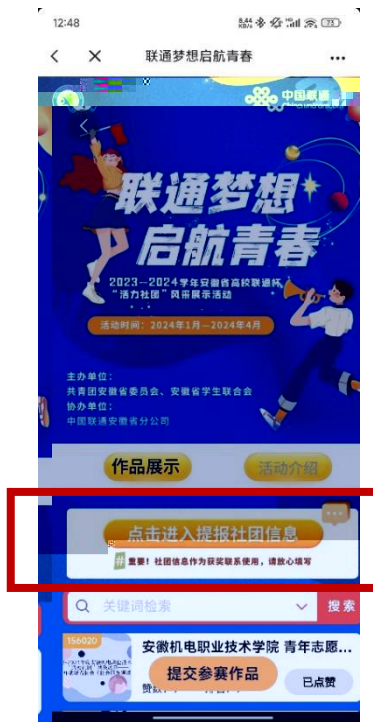 12:48
8.44 KB/s 73
联通梦想启航青春
中国联通
联通梦想
启航青春
2023—2024学年安徽省高校联通杯
“活力社团”风采展示活动
活动时间：2024年1月—2024年4月
主办单位：
共青团安徽省委员会、安徽省学生联合会
协办单位：
中国联通安徽省分公司
作品展示 活动介绍
点击进入提报社团信息
#重要！社团信息作为获奖联系使用，请放心填写
关键词检索 搜索
156020
安徽机电职业技术学院 青年志愿...
提交参赛作品
已点赞